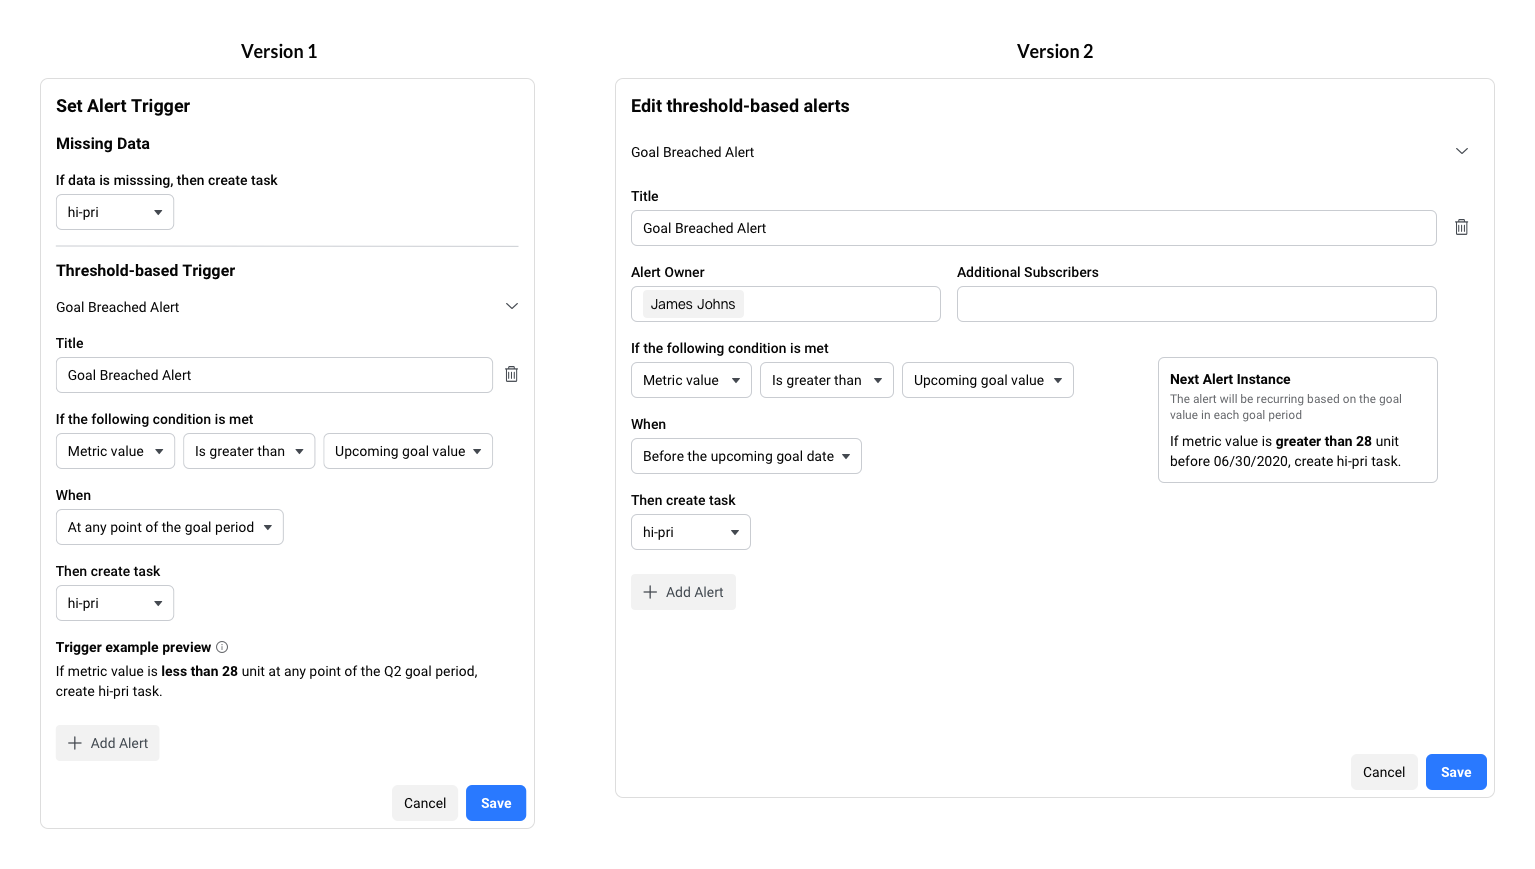 Version 1
Set Alert Trigger
Missing Data
If data is misssing, then create task
hi-pri
Threshold-based Trigger
Goal Breached Alert
Title
Goal Breached Alert
If the following condition is met
Metric value
Is greater than
Upcoming goal value
When
At any point of the goal period
Then create task
hi-pri
Trigger example preview
If metric value is less than 28 unit at any point of the Q2 goal period,
create hi-pri task.
Add Alert
Cancel
Save
Version 2
Edit threshold-based alerts
Goal Breached Alert
Title
Goal Breached Alert
Alert Owner
Additional Subscribers
James Johns
If the following condition is met
Metric value
Is greater than
Upcoming goal value
When
Before the upcoming goal date
Then create task
hi-pri
Next Alert Instance
The alert will be recurring based on the goal
value in each goal period
If metric value is greater than 28 unit
before 06/30/2020, create hi-pri task.
Add Alert
Cancel
Save